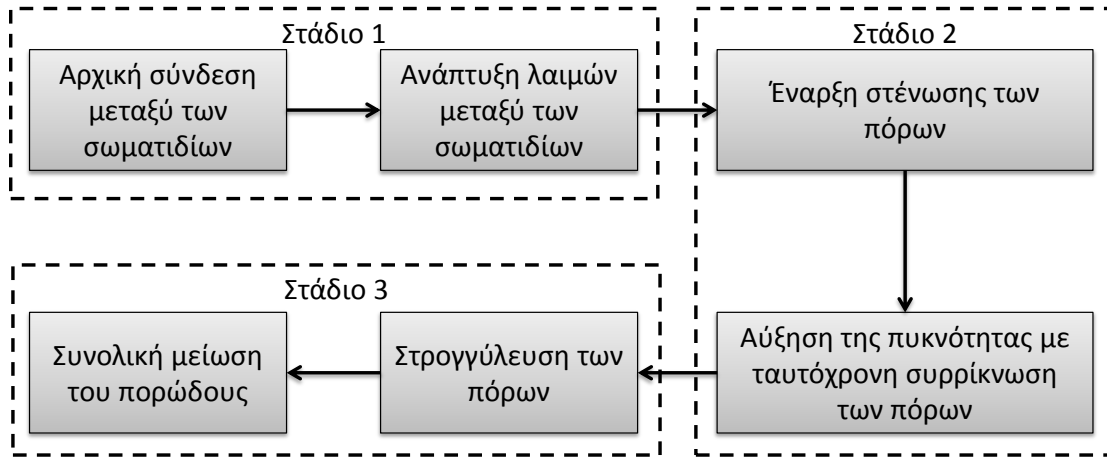 Στάδιο 1
Αρχική σύνδεση
μεταξύ των
σωματιδίων
Ανάπτυξη λαιμών
μεταξύ των
σωματιδίων
Στάδιο 2
Έναρξη στένωσης των
πόρων
Αύξηση της πυκνότητας με
ταυτόχρονη συρρίκνωση
των πόρων
Στάδιο 3
Στρογγύλευση των
πόρων
Συνολική μείωση
του πορώδους